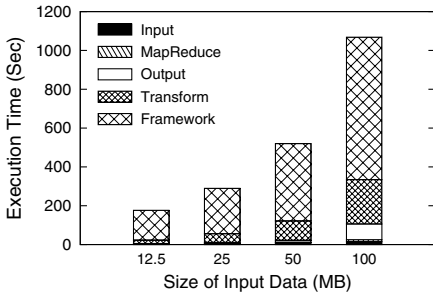 Execution Time (Sec)
1200
1000
800
600
400
200
0
Input
MapReduce
Output
Transform
Framework
12.5 25 50 100
Size of Input Data (MB)